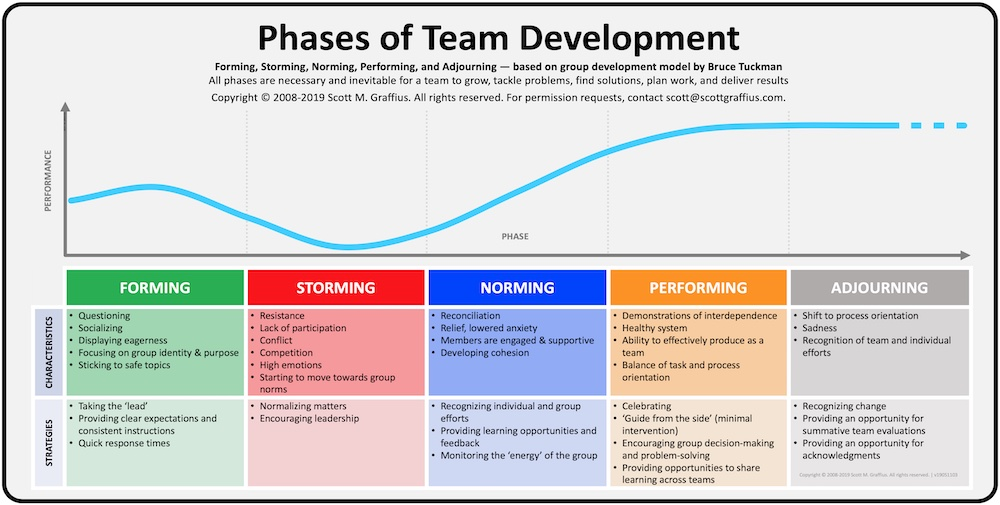 Phases of Team Development
Forming, Storming, Norming, Performing, and Adjourning — based on group development model by Bruce Tuckman
All phases are necessary and inevitable for a team to grow, tackle problems, find solutions, plan work, and deliver results
Copyright © 2008-2019 Scott M. Graffius. All rights reserved. For permission requests, contact scott@scottgraffius.com.
PERFORMANCE
PHASE
FORMING
STORMING
NORMING
PERFORMING
ADJOURNING
CHARACTERISTICS
• Questioning
• Socializing
• Displaying eagerness
• Focusing on group identity & purpose
• Sticking to safe topics
• Resistance
• Lack of participation
• Conflict
• Competition
• High emotions
• Starting to move towards group
norms
• Reconciliation
• Relief, lowered anxiety
• Members are engaged & supportive
• Developing cohesion
• Demonstrations of interdependence
• Healthy system
• Ability to effectively produce as a
team
• Balance of task and process
orientation
• Shift to process orientation
• Sadness
• Recognition of team and individual
efforts
STRATEGIES
• Taking the ‘lead’
• Providing clear expectations and
consistent instructions
• Quick response times
• Normalizing matters
• Encouraging leadership
• Recognizing individual and group
efforts
• Providing learning opportunities and
feedback
• Monitoring the ‘energy’ of the group
• Celebrating
• ‘Guide from the side’ (minimal
intervention)
• Encouraging group decision-making
and problem-solving
• Providing opportunities to share
learning across teams
• Recognizing change
• Providing an opportunity for
summative team evaluations
• Providing an opportunity for
acknowledgments
Copyright © 2008-2019 Scott M. Graffius. All rights reserved. |